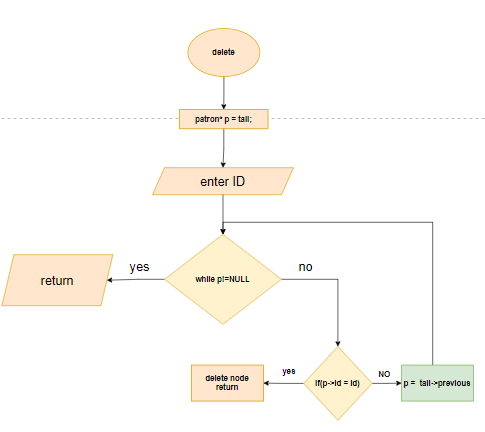 delete
patron* p = tail;
enter ID
while p!=NULL
yes
no
return
if(p->id = id)
yes
NO
delete node
return
p = tail->previous